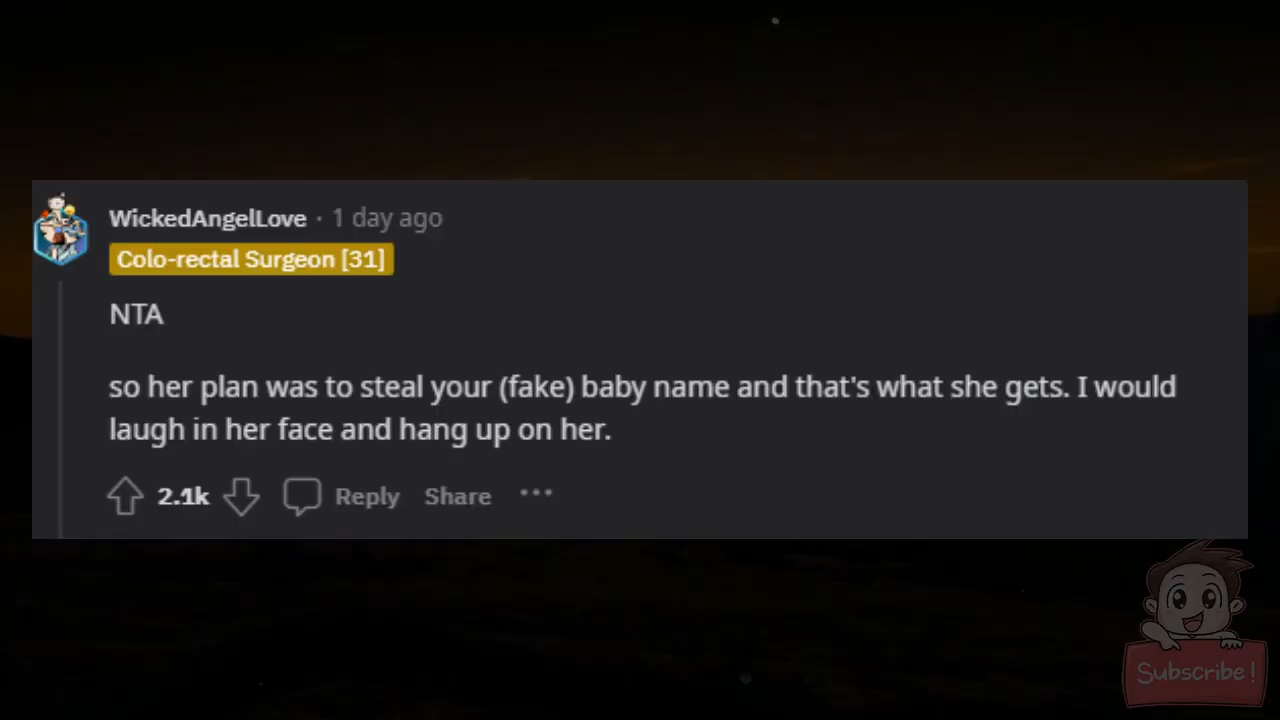 WickedAngelLove · 1 day ago
Colo-rectal Surgeon [31]
NTA
so her plan was to steal your (fake) baby name and that's what she gets. I would
laugh in her face and hang up on her.
2.1k Reply Share ···
Subscribe!